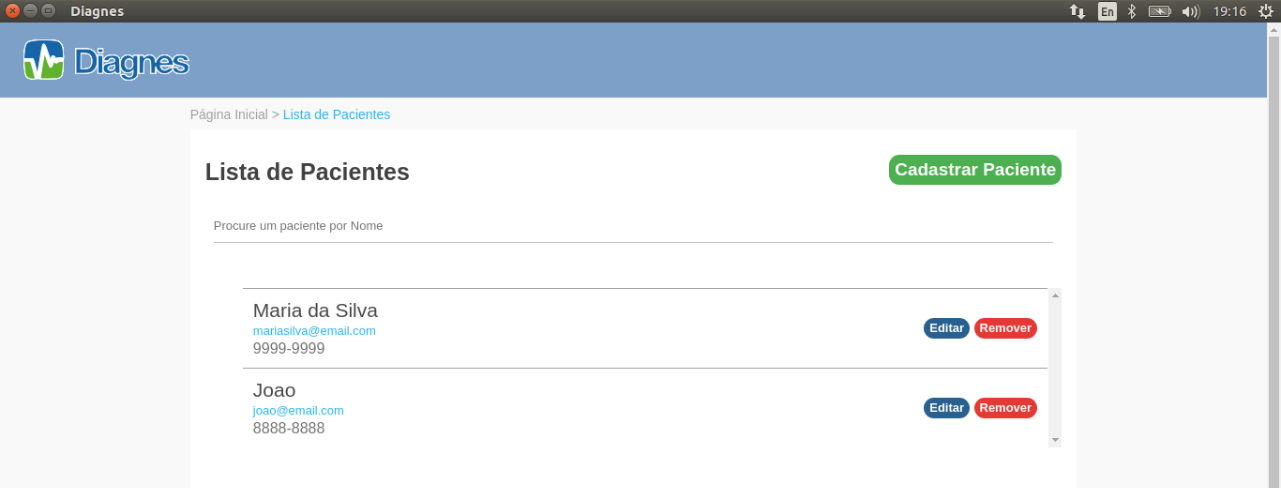 Diagnes
En
19:16
Diagnes
Página Inicial > Lista de Pacientes
Lista de Pacientes
Cadastrar Paciente
Procure um paciente por Nome
Maria da Silva
mariasilva@email.com
9999-9999
Editar Remover
Joao
joao@email.com
8888-8888
Editar Remover